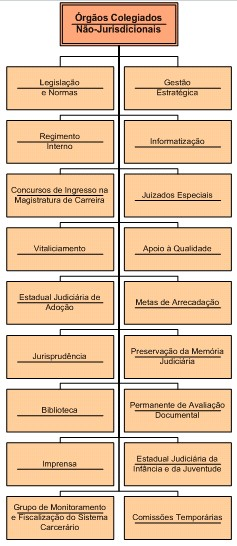 Órgãos Colegiados
Não-Jurisdicionais
Legislação
e Normas
Gestão
Estratégica
Regimento
Interno
Informatização
Concursos de Ingresso na
Magistratura de Carreira
Juizados Especiais
Vitaliciamento
Apoio à Qualidade
Estadual Judiciária de
Adoção
Metas de Arrecadação
Jurisprudência
Preservação da Memória
Judiciária
Biblioteca
Permanente de Avaliação
Documental
Imprensa
Estadual Judiciária da
Infância e da Juventude
Grupo de Monitoramento
e Fiscalização do Sistema
Carcerário
Comissões Temporárias